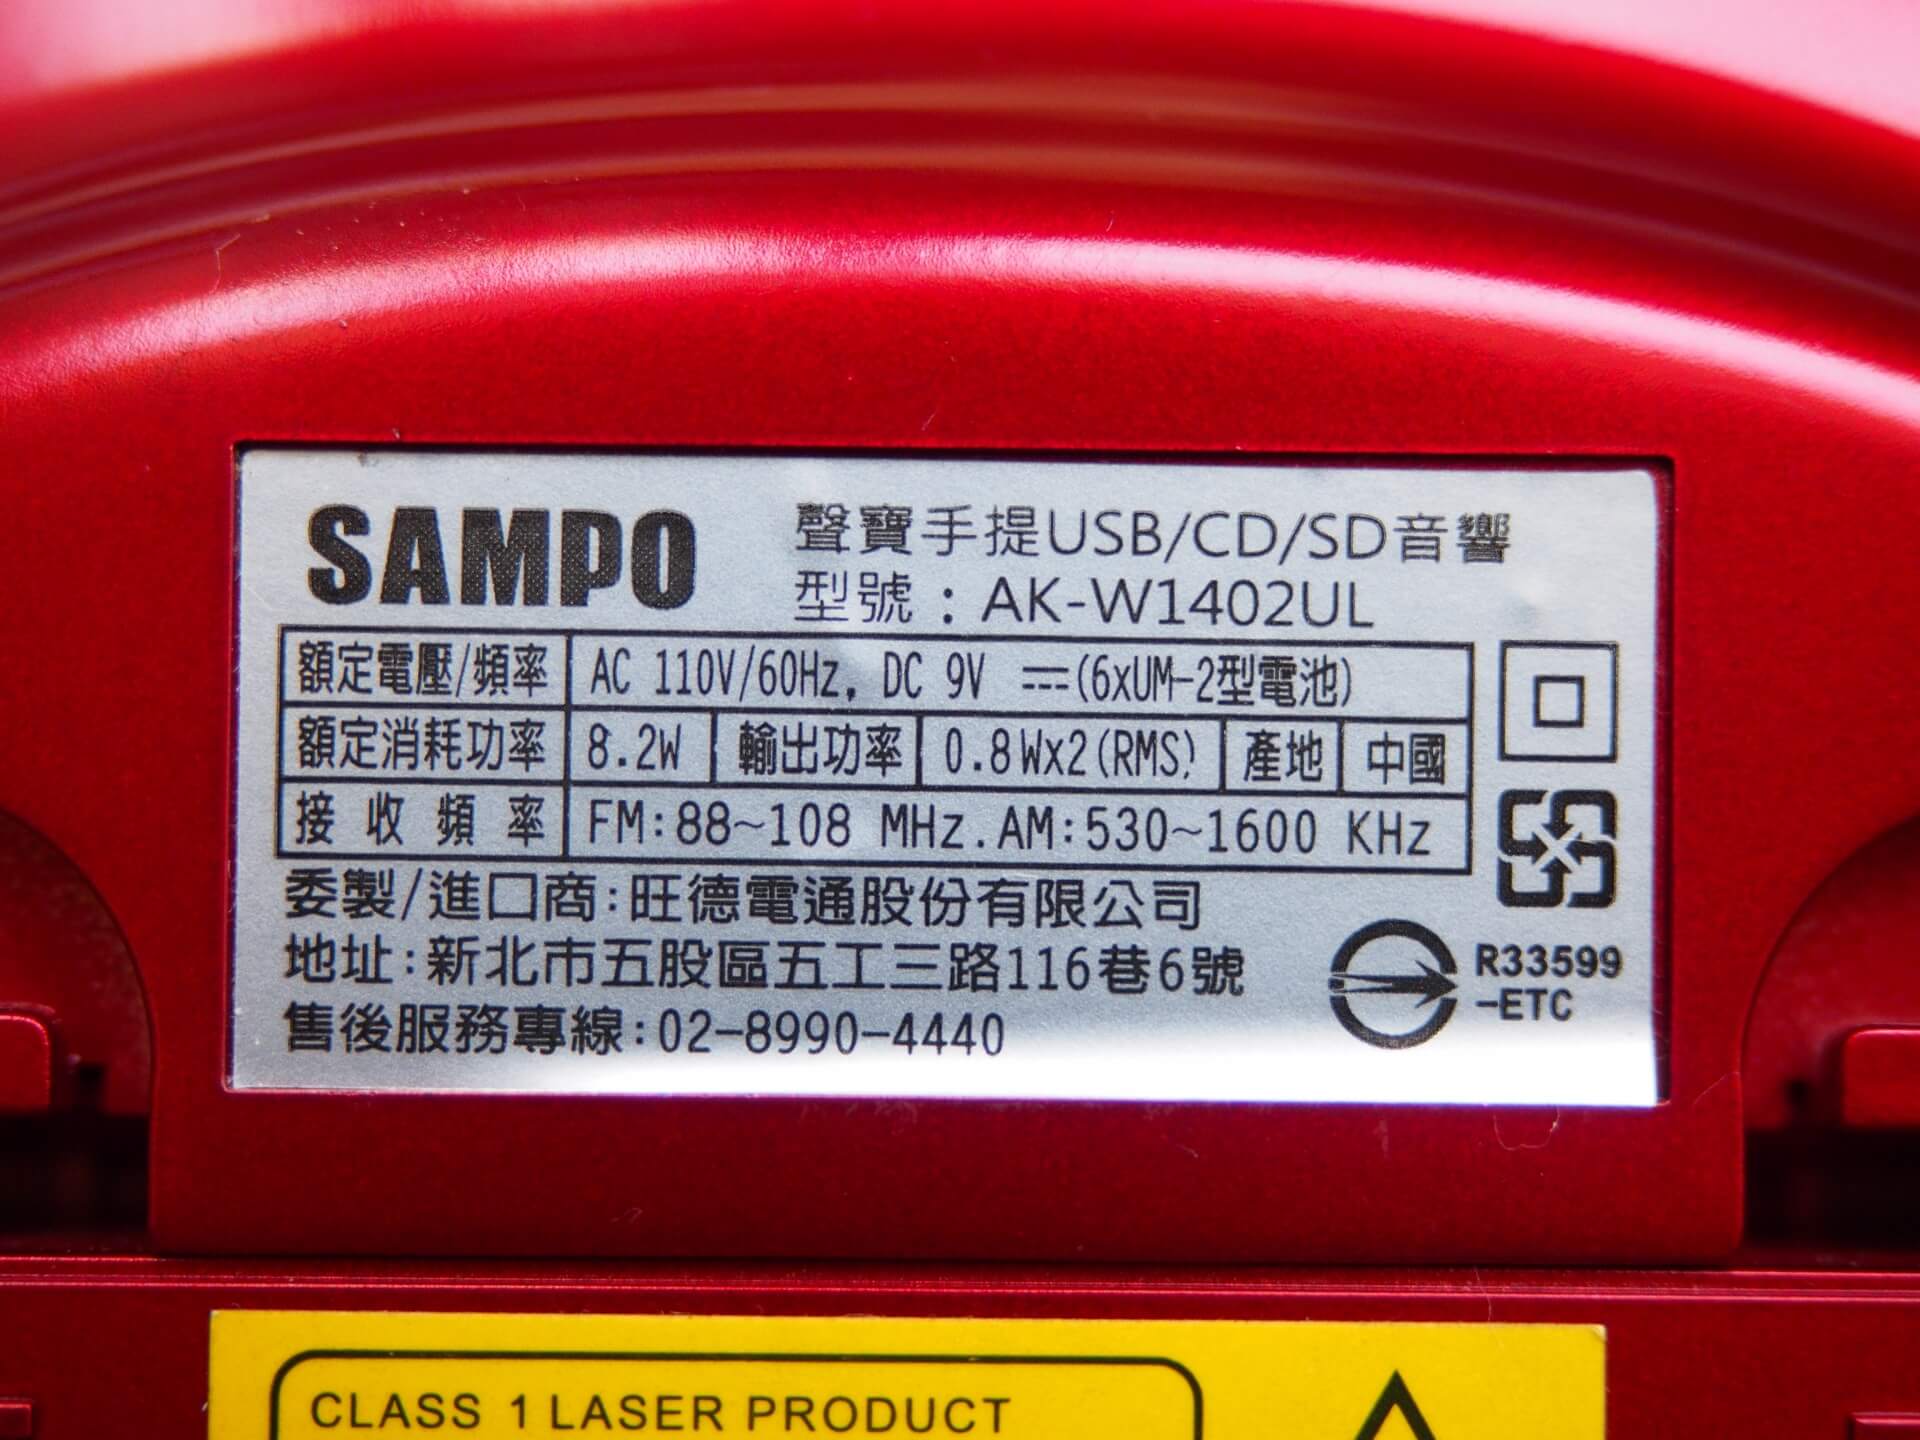 SAMPO
聲寶手提USB/CD/SD音響
型號：AK-W1402UL
額定電壓/頻率 AC 110V/60Hz, DC 9V ⎓(6xUM-2型電池)
額定消耗功率 8.2W 輸出功率 0.8Wx2(RMS) 產地 中國
接收頻率 FM:88~108 MHz.AM:530~1600 KHz
委製/進口商:旺德電通股份有限公司
地址:新北市五股區五工三路116巷6號
售後服務專線:02-8990-4440
R33599
-ETC
CLASS 1 LASER PRODUCT